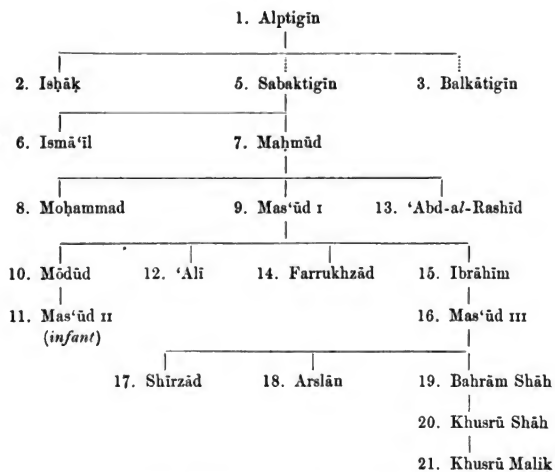 1. Alptigīn
2. Isḥāḳ 5. Sabaktigīn 3. Balkātigīn
6. Ismā‘īl 7. Maḥmūd
8. Moḥammad 9. Mas‘ūd I 13. ‘Abd-al-Rashīd
10. Mōdūd 12. ‘Alī 14. Farrukhzād 15. Ibrāhīm
11. Mas‘ūd II 16. Mas‘ūd III
(infant)
17. Shīrzād 18. Arslān 19. Bahrām Shāh
20. Khusrū Shāh
21. Khusrū Malik